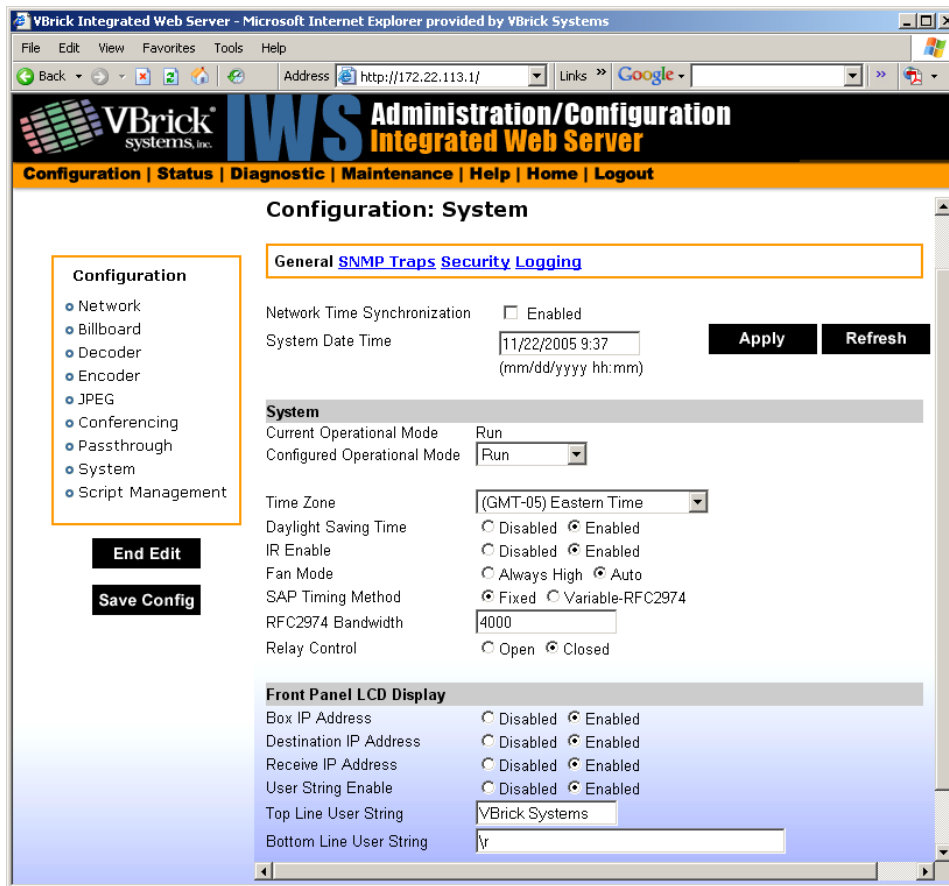 VBrick Integrated Web Server - Microsoft Internet Explorer provided by VBrick Systems
File Edit View Favorites Tools Help
Back Address http://172.22.113.1/ Links » Google »
VBrick systems, inc. IWS Administration/Configuration
Integrated Web Server
Configuration | Status | Diagnostic | Maintenance | Help | Home | Logout
Configuration: System
General SNMP Traps Security Logging
Configuration
Network
Billboard
Decoder
Encoder
JPEG
Conferencing
Passthrough
System
Script Management
End Edit
Save Config
Network Time Synchronization Enabled
System Date Time 11/22/2005 9:37
(mm/dd/yyyy hh:mm)
Apply Refresh
System
Current Operational Mode Run
Configured Operational Mode Run
Time Zone (GMT-05) Eastern Time
Daylight Saving Time Disabled Enabled
IR Enable Disabled Enabled
Fan Mode Always High Auto
SAP Timing Method Fixed Variable-RFC2974
RFC2974 Bandwidth 4000
Relay Control Open Closed
Front Panel LCD Display
Box IP Address Disabled Enabled
Destination IP Address Disabled Enabled
Receive IP Address Disabled Enabled
User String Enable Disabled Enabled
Top Line User String VBrick Systems
Bottom Line User String \r